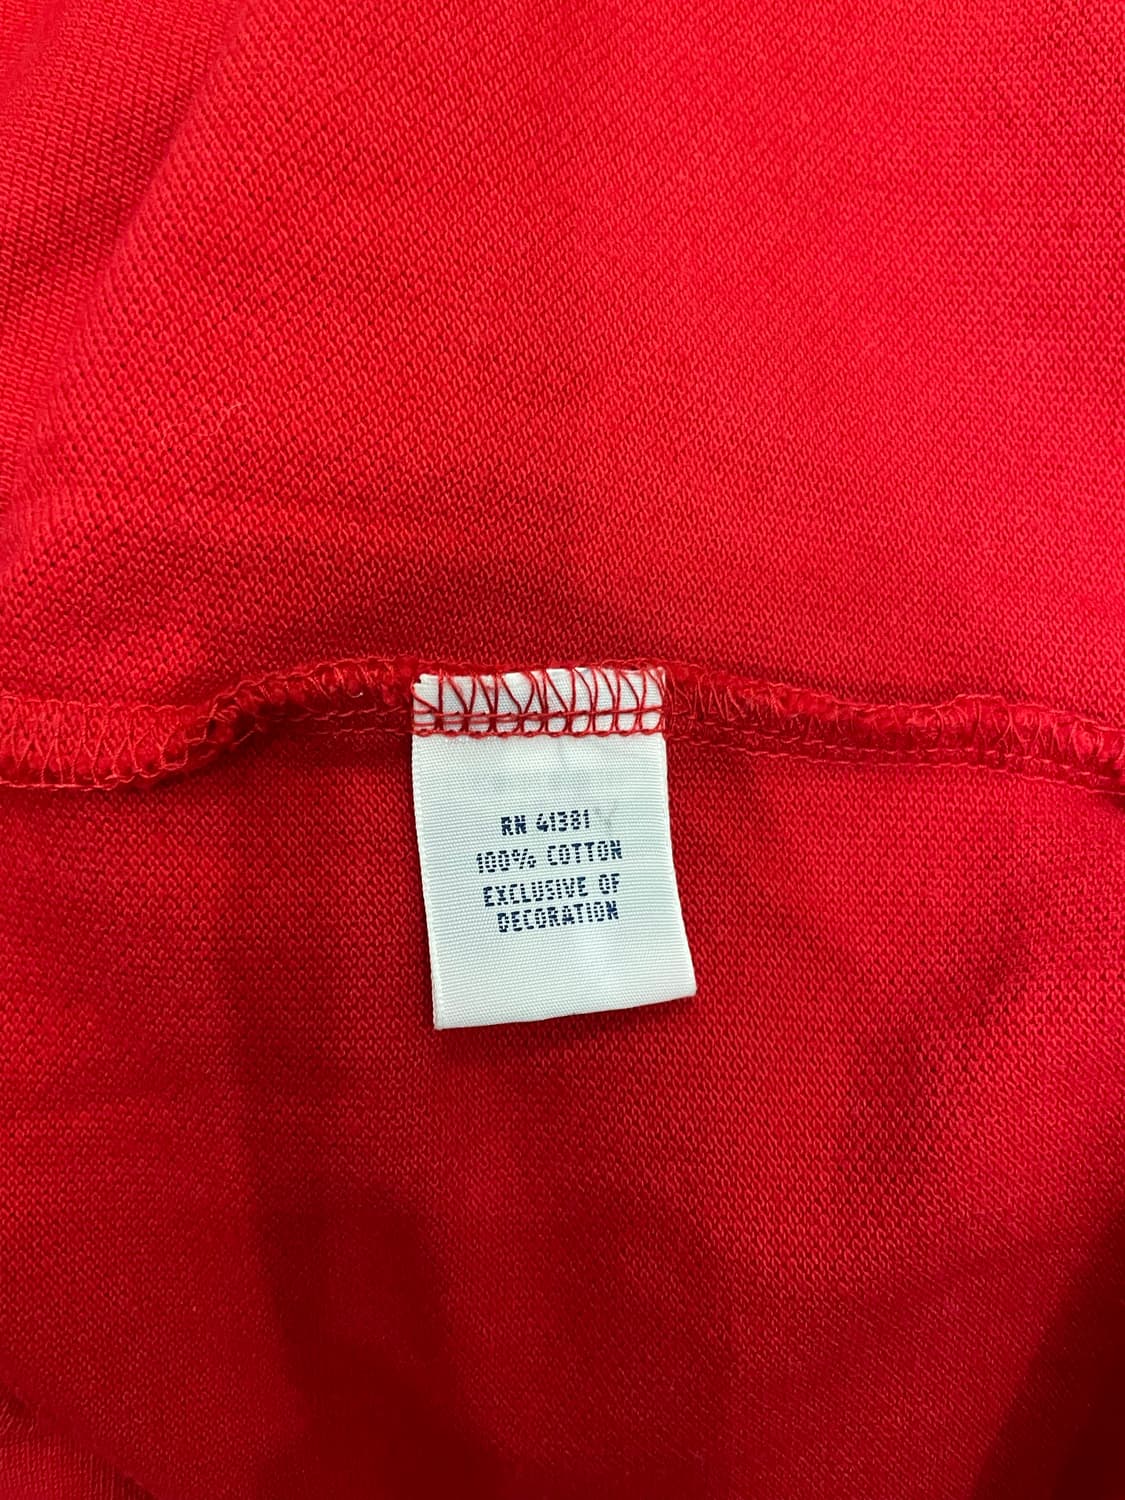 RN 41381
100% COTTON
EXCLUSIVE OF
DECORATION